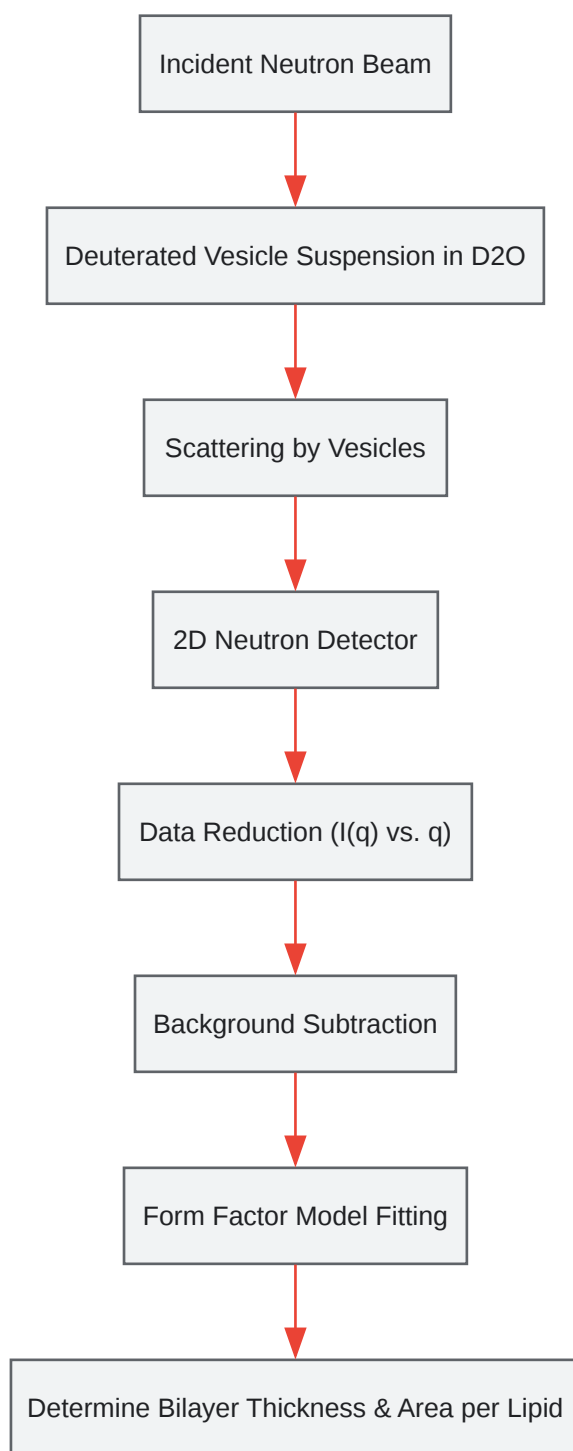 Incident Neutron Beam
Deuterated Vesicle Suspension in D2O
Scattering by Vesicles
2D Neutron Detector
Data Reduction (I(q) vs. q)
Background Subtraction
Form Factor Model Fitting
Determine Bilayer Thickness & Area per Lipid